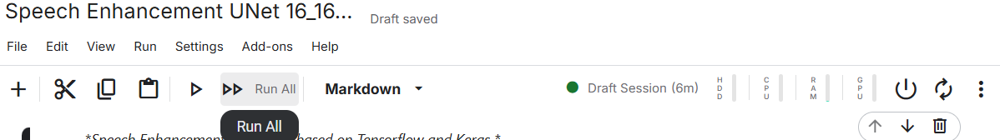 Speech Enhancement UNet 16_16...
Draft saved
File Edit View Run Settings Add-ons Help
Run All
Markdown
Draft Session (6m)
HDD
CPU
RAM
GPU
Run All
*Speech Enhancement based on Tensorflow and Keras *